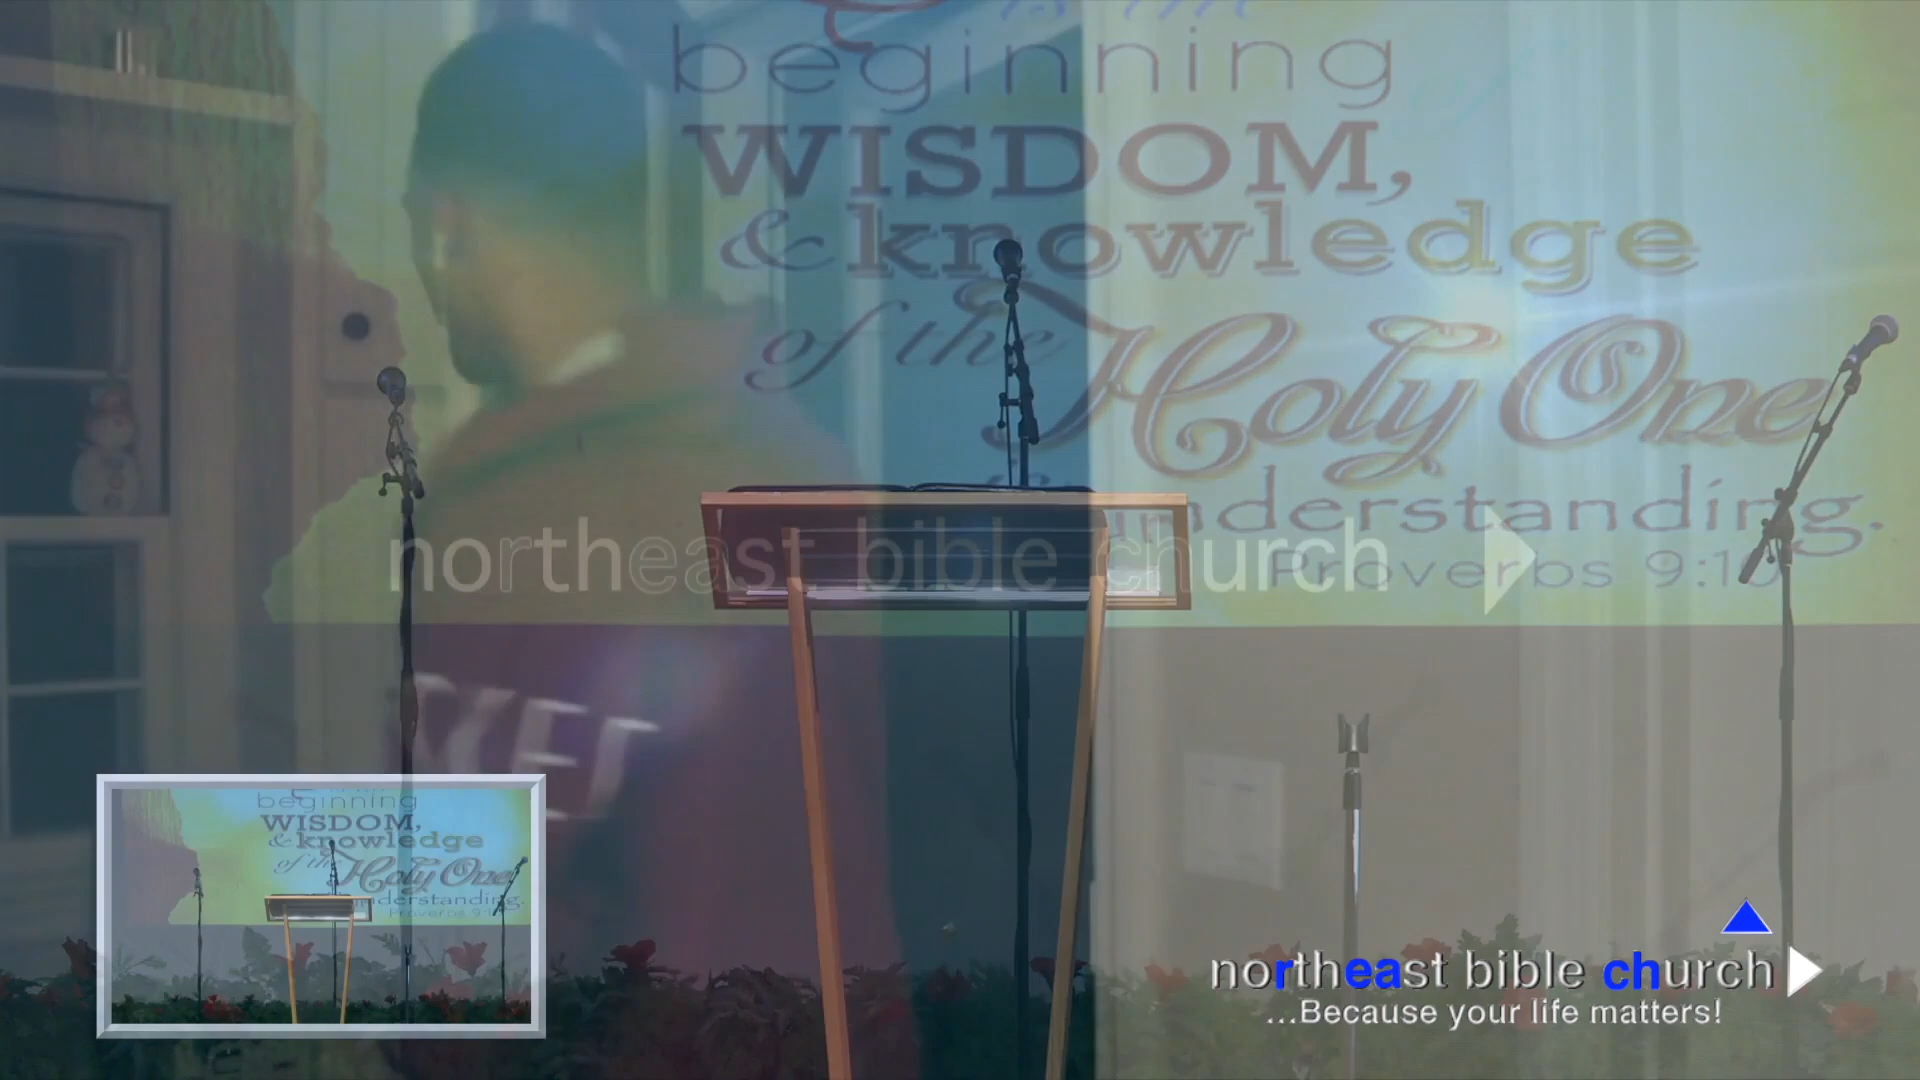 beginning
WISDOM,
& knowledge
of the Holy One
understanding.
Proverbs 9:10
northeast bible church
beginning
WISDOM,
& knowledge
of the Holy One
understanding.
Proverbs
northeast bible church
...Because your life matters!